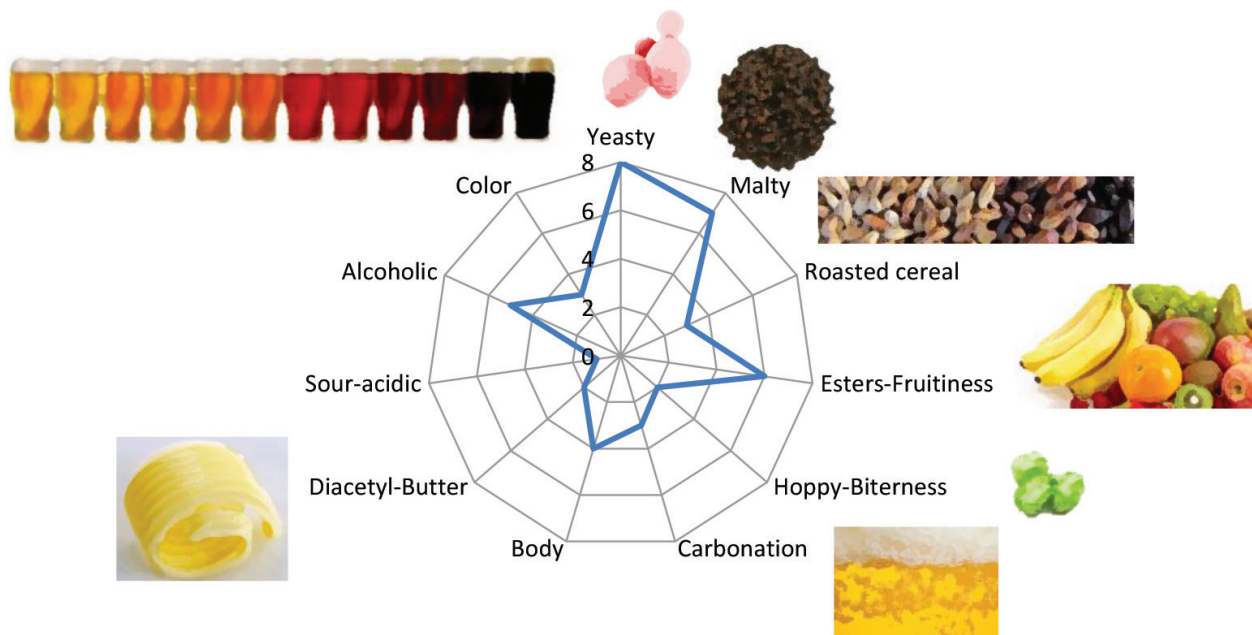 Yeasty
8
Color
Malty
6
Alcoholic
Roasted cereal
4
2
0
Sour-acidic
Esters-Fruitiness
Diacetyl-Butter
Hoppy-Biterness
Body
Carbonation